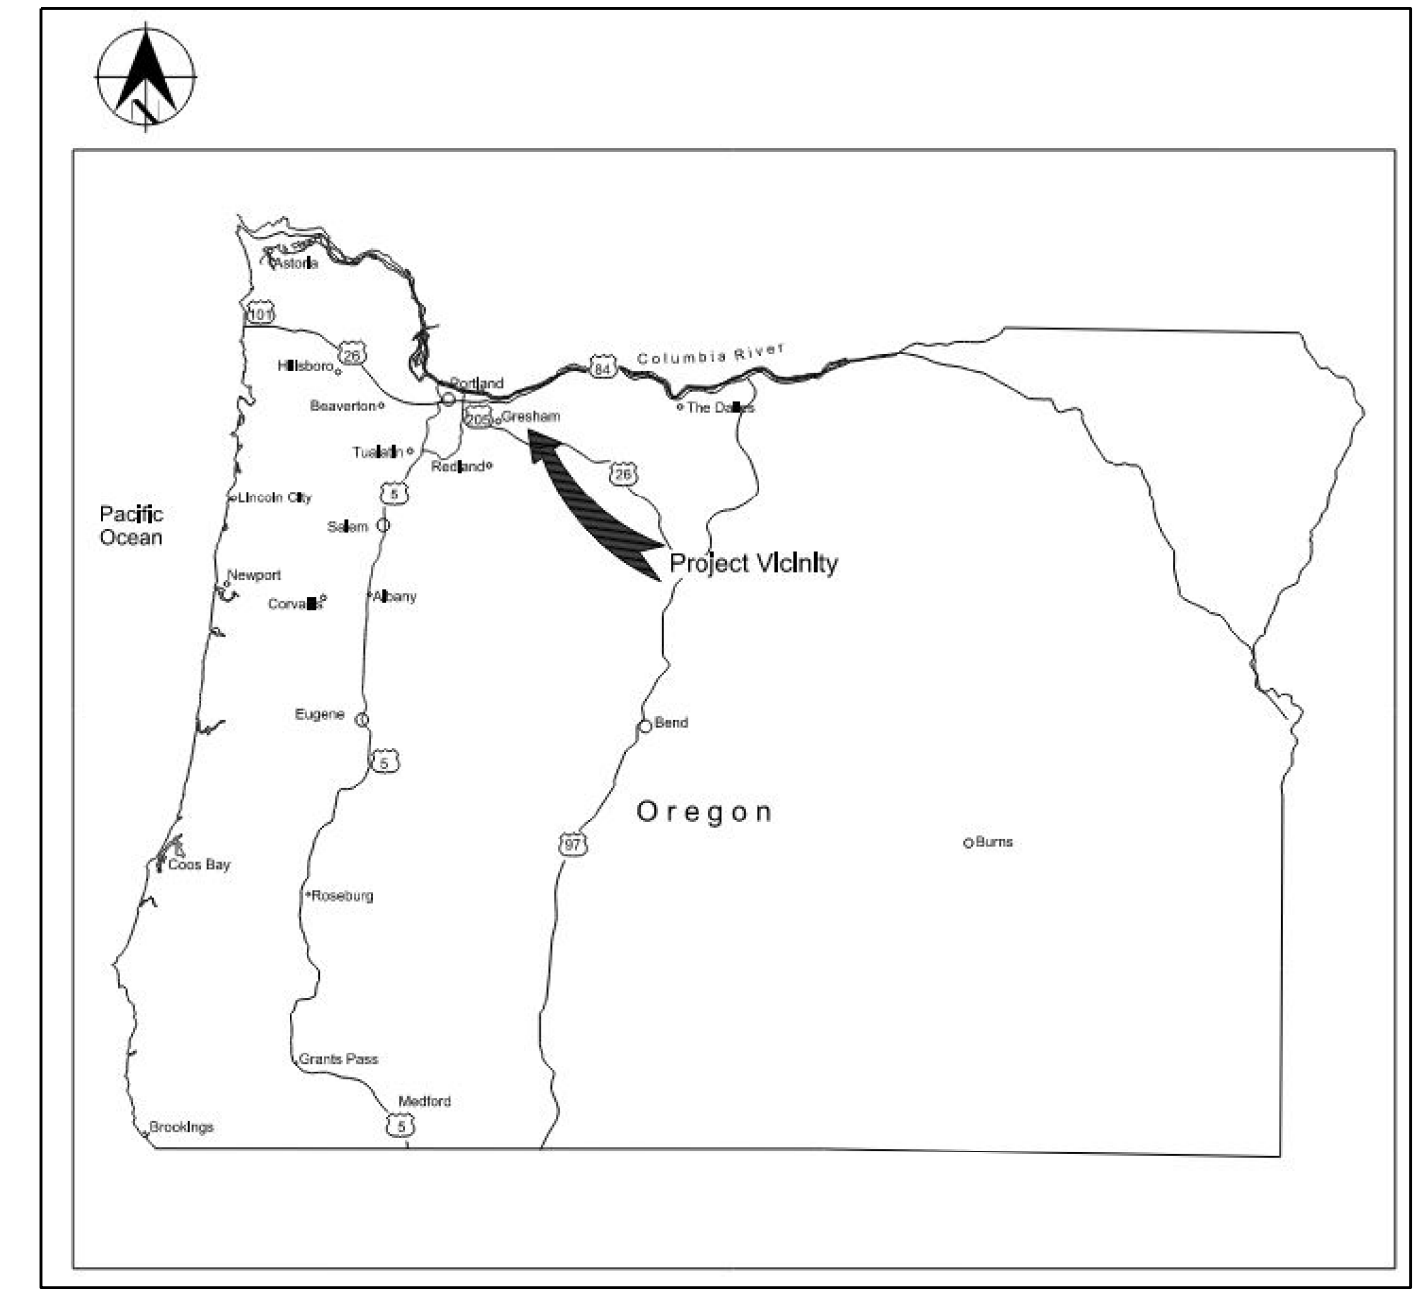 N
Astoria
101
26
Hillsboro
84
Columbia River
Portland
Beaverton
205
Gresham
The Dalles
Tualatin
Redland
26
5
Lincoln City
Pacific
Ocean
Salem
Project Vicinity
Newport
Corvallis
Albany
Eugene
Bend
5
Oregon
97
Burns
Coos Bay
Roseburg
Grants Pass
Medford
5
Brookings